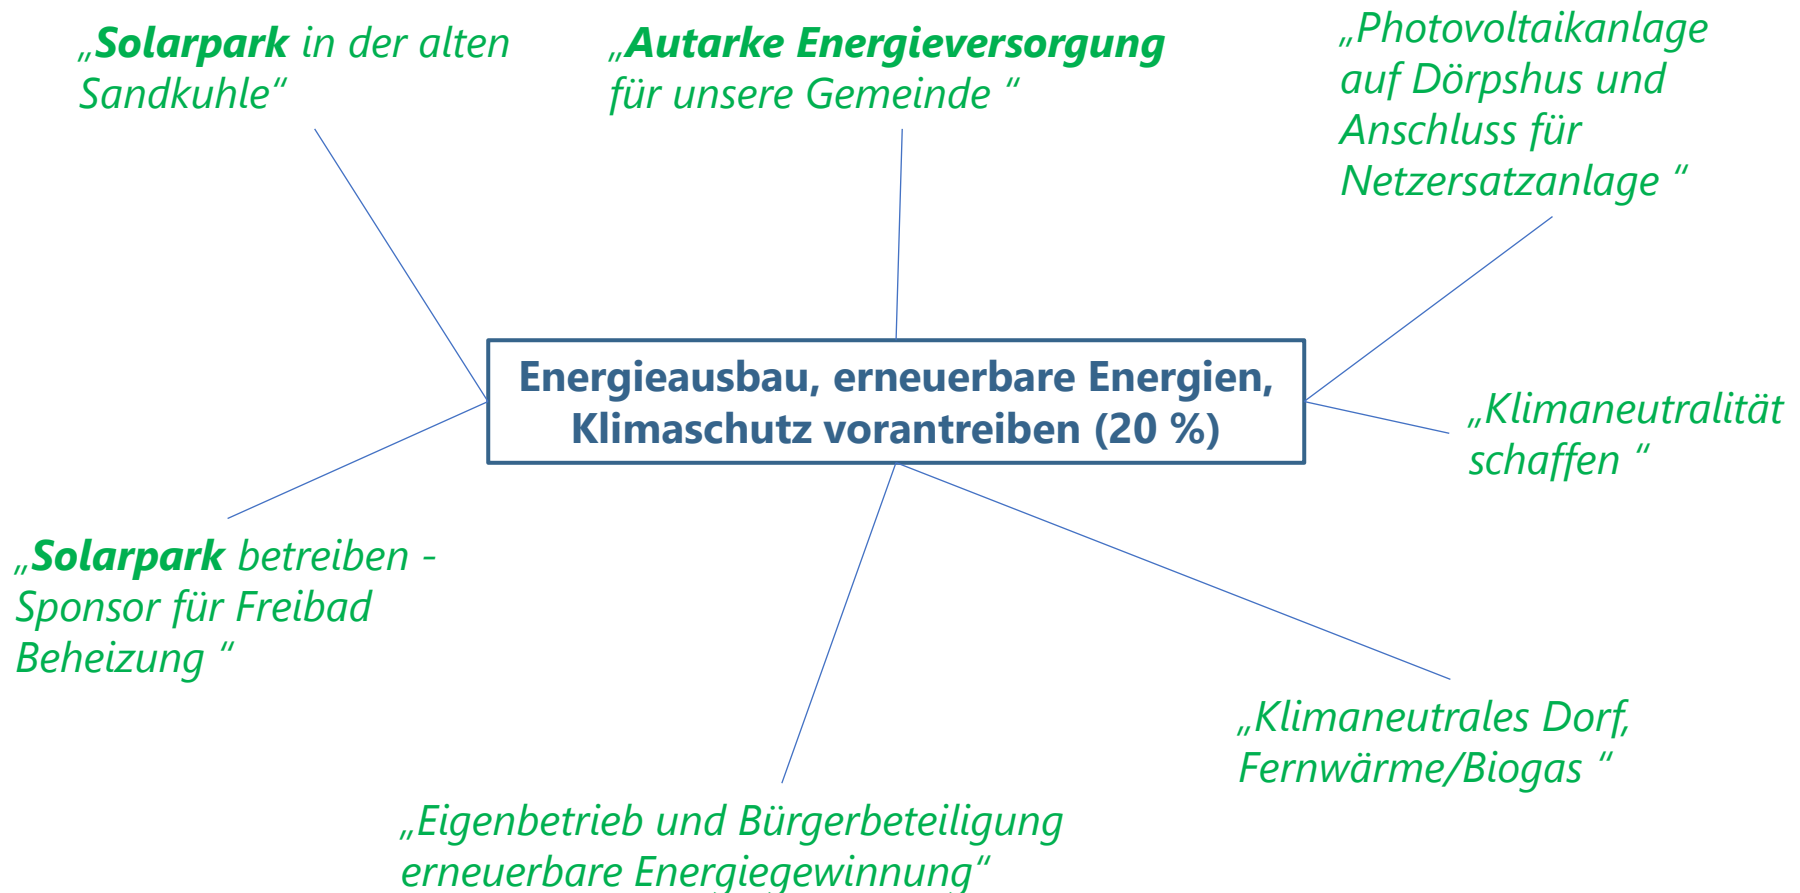 „Solarpark in der alten
Sandkuhle“
„Autarke Energieversorgung
für unsere Gemeinde “
„Photovoltaikanlage
auf Dörpshus und
Anschluss für
Netzersatzanlage “
Energieausbau, erneuerbare Energien,
Klimaschutz vorantreiben (20 %)
„Klimaneutralität
schaffen “
„Solarpark betreiben -
Sponsor für Freibad
Beheizung “
„Klimaneutrales Dorf,
Fernwärme/Biogas “
„Eigenbetrieb und Bürgerbeteiligung
erneuerbare Energiegewinnung“